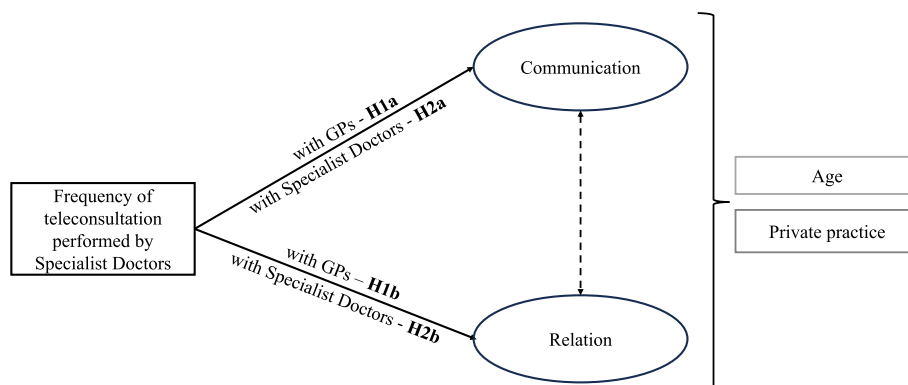 Communication
with GPs - H1a
with Specialist Doctors - H2a
Frequency of
teleconsultation
performed by
Specialist Doctors
with GPs – H1b
with Specialist Doctors - H2b
Relation
Age
Private practice